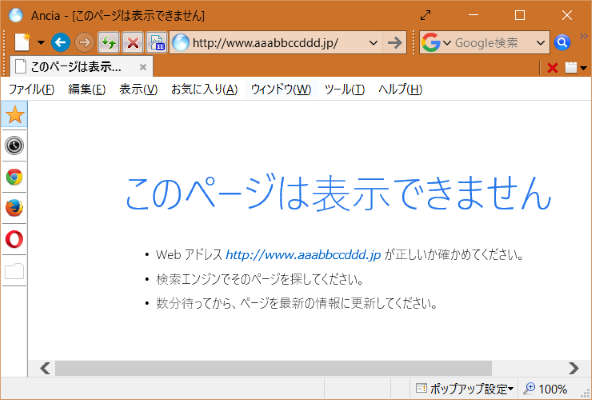 Ancia - [このページは表示できません]
http://www.aaabbccddd.jp/
Google検索
このページは表示...
ファイル(F) 編集(E) 表示(V) お気に入り(A) ウィンドウ(W) ツール(T) ヘルプ(H)
このページは表示できません
• Web アドレス http://www.aaabbccddd.jp が正しいか確かめてください。
• 検索エンジンでそのページを探してください。
• 数分待ってから、ページを最新の情報に更新してください。
ポップアップ設定 100%